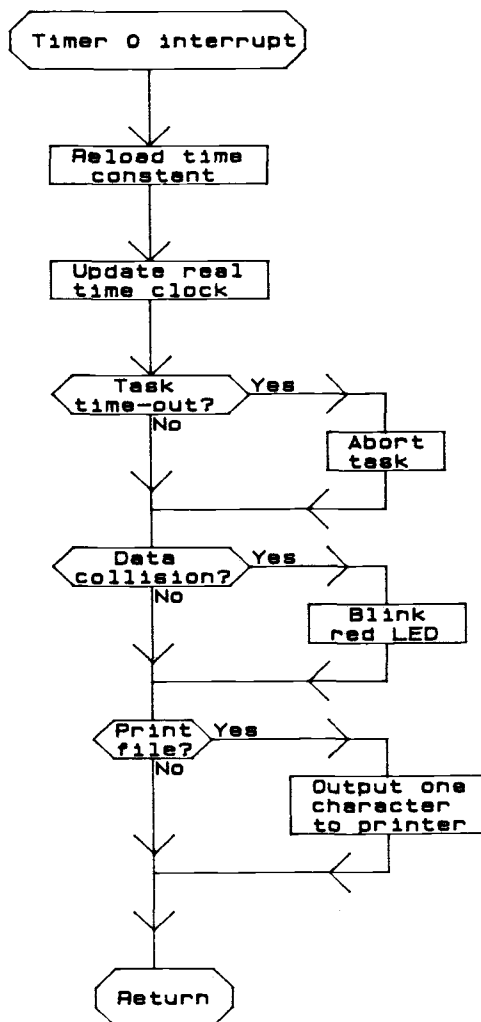 Timer 0 interrupt
Reload time
constant
Update real
time clock
Task
time-out?
Yes
No
Abort
task
Data
collision?
Yes
No
Blink
red LED
Print
file?
Yes
No
Output one
character
to printer
Return